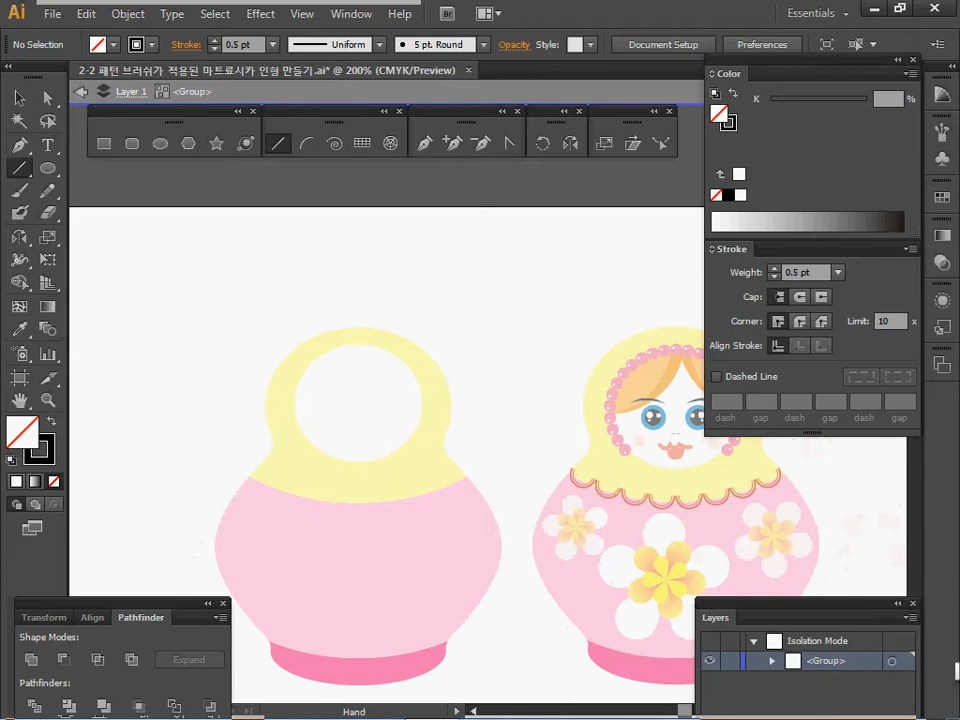 Ai File Edit Object Type Select Effect View Window Help Br Essentials
No Selection Stroke: 0.5 pt Uniform 5 pt. Round Opacity Style: Document Setup Preferences
2-2 패턴 브러쉬가 적용된 마트료시카 인형 만들기.ai* @ 200% (CMYK/Preview)
Layer 1 <Group>
Color
K %
Stroke
Weight: 0.5 pt
Cap:
Corner: Limit: 10 x
Align Stroke:
Dashed Line
dash gap dash gap dash gap
Transform Align Pathfinder
Shape Modes:
Expand
Pathfinders:
Layers
Isolation Mode
<Group>
Hand